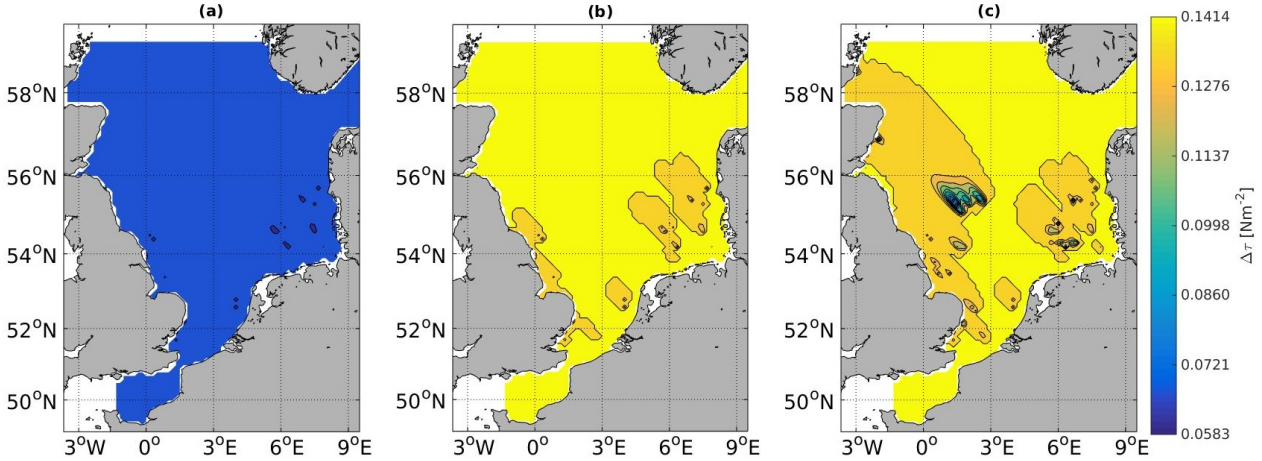 (a) (b) (c)
58°N 58°N 58°N 0.1414
56°N 56°N 56°N 0.1276
54°N 54°N 54°N 0.1137
52°N 52°N 52°N 0.0998
50°N 50°N 50°N 0.0860
0.0721
0.0583
Δτ [Nm⁻²]
3°W 0° 3°E 6°E 9°E 3°W 0° 3°E 6°E 9°E 3°W 0° 3°E 6°E 9°E